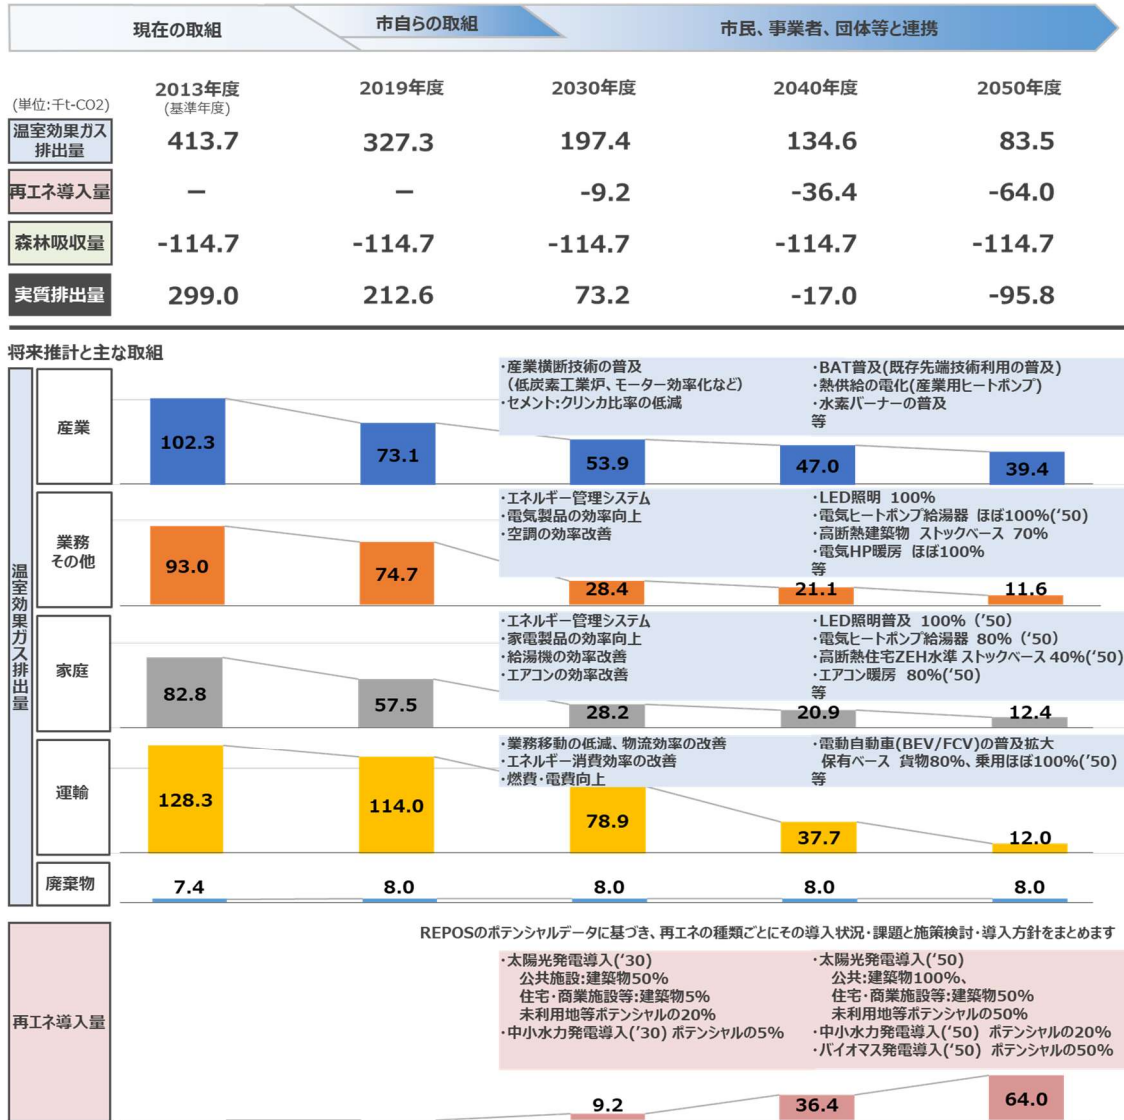 現在の取組
市自らの取組
市民、事業者、団体等と連携
(単位:千t-CO2)
2013年度
(基準年度)
2019年度
2030年度
2040年度
2050年度
温室効果ガス
排出量
413.7
327.3
197.4
134.6
83.5
再エネ導入量
－
－
-9.2
-36.4
-64.0
森林吸収量
-114.7
-114.7
-114.7
-114.7
-114.7
実質排出量
299.0
212.6
73.2
-17.0
-95.8
将来推計と主な取組
温室効果ガス排出量
産業
・産業横断技術の普及
（低炭素工業炉、モーター効率化など）
・セメント:クリンカ比率の低減
・BAT普及(既存先端技術利用の普及)
・熱供給の電化(産業用ヒートポンプ)
・水素バーナーの普及
等
102.3
73.1
53.9
47.0
39.4
業務
その他
・エネルギー管理システム
・電気製品の効率向上
・空調の効率改善
・LED照明 100%
・電気ヒートポンプ給湯器 ほぼ100%(‘50)
・高断熱建築物 ストックベース 70%
・電気HP暖房 ほぼ100%
等
93.0
74.7
28.4
21.1
11.6
家庭
・エネルギー管理システム
・家電製品の効率向上
・給湯機の効率改善
・エアコンの効率改善
・LED照明普及 100%（’50）
・電気ヒートポンプ給湯器 80%（‘50）
・高断熱住宅ZEH水準 ストックベース 40%(‘50)
・エアコン暖房 80%(‘50)
等
82.8
57.5
28.2
20.9
12.4
運輸
・業務移動の低減、物流効率の改善
・エネルギー消費効率の改善
・燃費・電費向上
・電動自動車(BEV/FCV)の普及拡大
保有ベース 貨物80%、乗用ほぼ100%(’50)
等
128.3
114.0
78.9
37.7
12.0
廃棄物
7.4
8.0
8.0
8.0
8.0
再エネ導入量
REPOSのポテンシャルデータに基づき、再エネの種類ごとにその導入状況・課題と施策検討・導入方針をまとめます
・太陽光発電導入(‘30)
公共施設:建築物50%
住宅・商業施設等:建築物5%
未利用地等ポテンシャルの20%
・中小水力発電導入(’30) ポテンシャルの5%
・太陽光発電導入(‘50)
公共:建築物100%、
住宅・商業施設等:建築物50%
未利用地等ポテンシャルの50%
・中小水力発電導入(‘50) ポテンシャルの20%
・バイオマス発電導入(‘50) ポテンシャルの50%
9.2
36.4
64.0